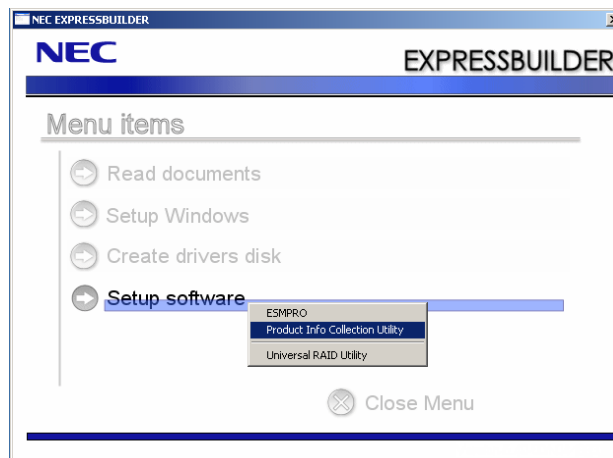 NEC EXPRESSBUILDER
NEC
EXPRESSBUILDER
Menu items
Read documents
Setup Windows
Create drivers disk
Setup software
ESMPRO
Product Info Collection Utility
Universal RAID Utility
Close Menu